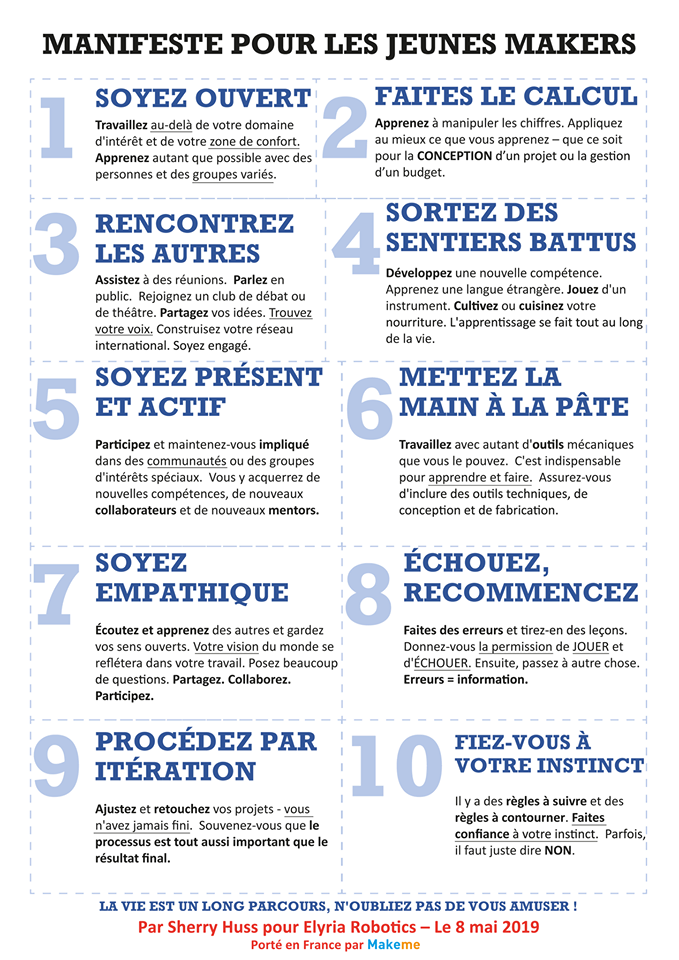 MANIFESTE POUR LES JEUNES MAKERS
1
SOYEZ OUVERT
Travaillez au-delà de votre domaine
d'intérêt et de votre zone de confort.
Apprenez autant que possible avec des
personnes et des groupes variés.
2
FAITES LE CALCUL
Apprenez à manipuler les chiffres. Appliquez
au mieux ce que vous apprenez – que ce soit
pour la CONCEPTION d'un projet ou la gestion
d'un budget.
3
RENCONTREZ
LES AUTRES
Assistez à des réunions. Parlez en
public. Rejoignez un club de débat ou
de théâtre. Partagez vos idées. Trouvez
votre voix. Construisez votre réseau
international. Soyez engagé.
4
SORTEZ DES
SENTIERS BATTUS
Développez une nouvelle compétence.
Apprenez une langue étrangère. Jouez d'un
instrument. Cultivez ou cuisinez votre
nourriture. L'apprentissage se fait tout au long
de la vie.
5
SOYEZ PRÉSENT
ET ACTIF
Participez et maintenez-vous impliqué
dans des communautés ou des groupes
d'intérêts spéciaux. Vous y acquerrez de
nouvelles compétences, de nouveaux
collaborateurs et de nouveaux mentors.
6
METTEZ LA
MAIN À LA PÂTE
Travaillez avec autant d'outils mécaniques
que vous le pouvez. C'est indispensable
pour apprendre et faire. Assurez-vous
d'inclure des outils techniques, de
conception et de fabrication.
7
SOYEZ
EMPATHIQUE
Écoutez et apprenez des autres et gardez
vos sens ouverts. Votre vision du monde se
reflétera dans votre travail. Posez beaucoup
de questions. Partagez. Collaborez.
Participez.
8
ÉCHOUEZ,
RECOMMENCEZ
Faites des erreurs et tirez-en des leçons.
Donnez-vous la permission de JOUER et
d'ÉCHOUER. Ensuite, passez à autre chose.
Erreurs = information.
9
PROCÉDEZ PAR
ITÉRATION
Ajustez et retouchez vos projets - vous
n'avez jamais fini. Souvenez-vous que le
processus est tout aussi important que le
résultat final.
10
FIEZ-VOUS À
VOTRE INSTINCT
Il y a des règles à suivre et des
règles à contourner. Faites
confiance à votre instinct. Parfois,
il faut juste dire NON.
LA VIE EST UN LONG PARCOURS, N'OUBLIEZ PAS DE VOUS AMUSER !
Par Sherry Huss pour Elyria Robotics – Le 8 mai 2019
Porté en France par Makeme